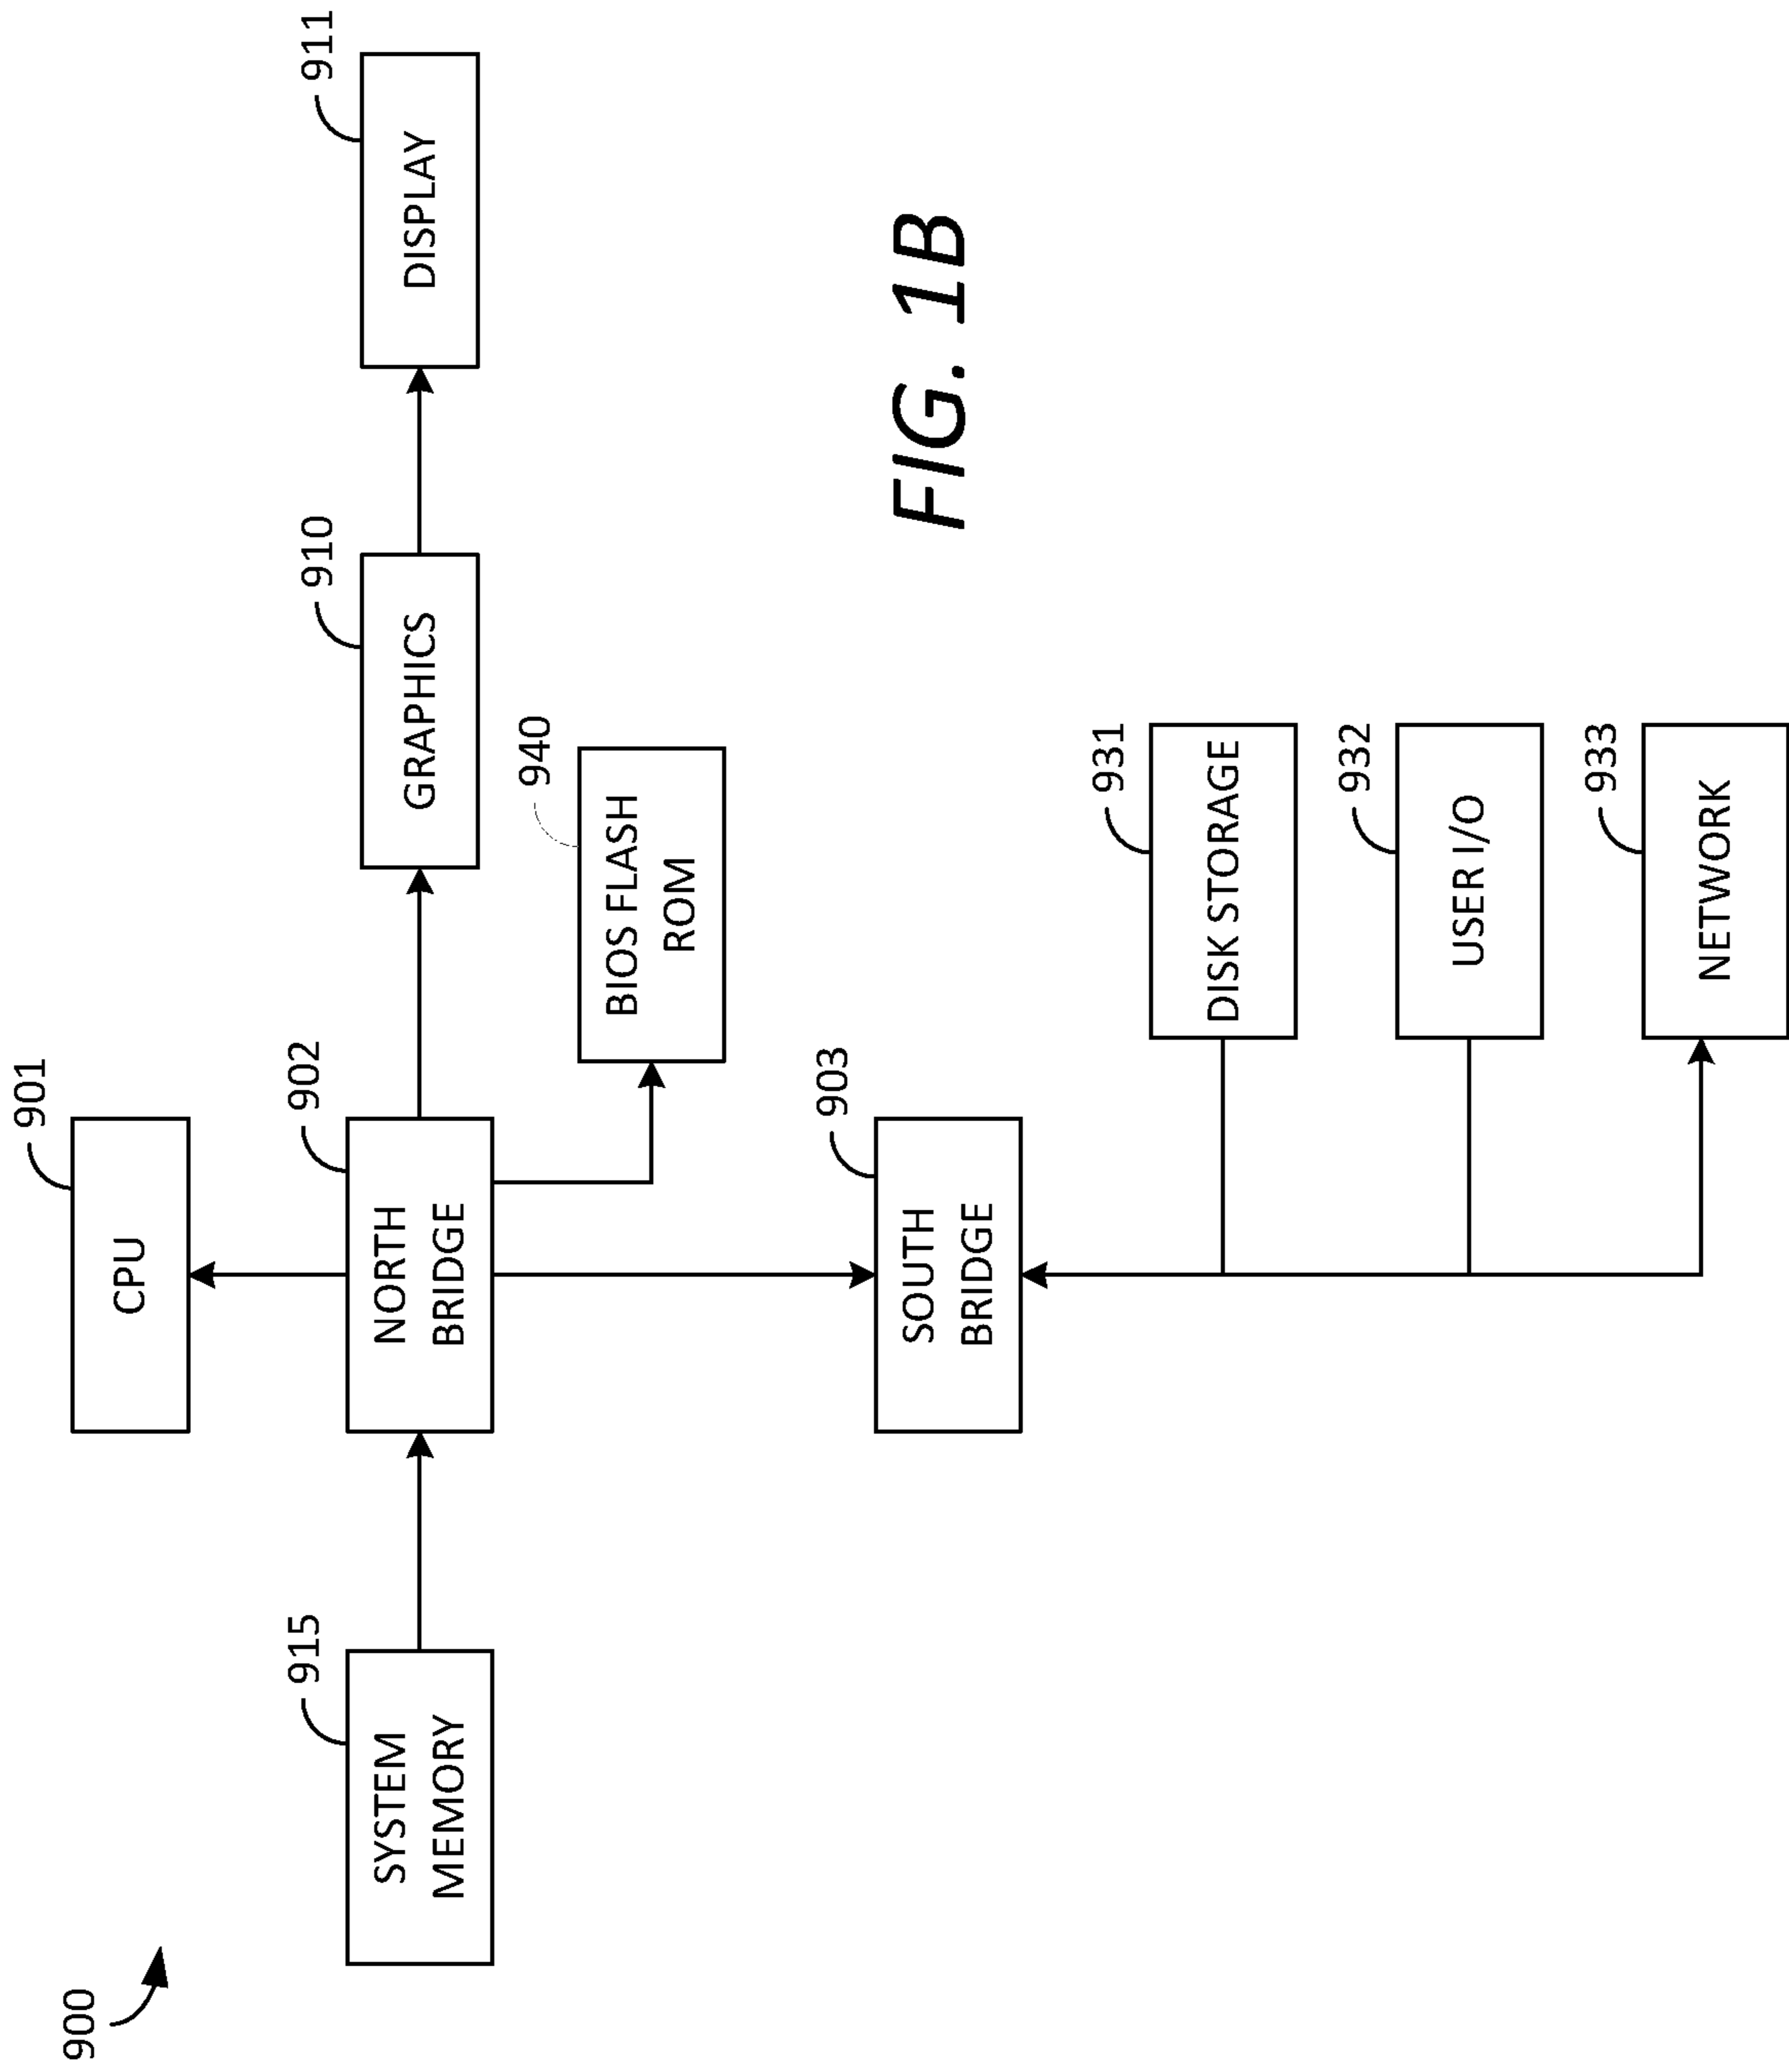 900
901
CPU
915
SYSTEM
MEMORY
902
NORTH
BRIDGE
910
GRAPHICS
911
DISPLAY
940
BIOS FLASH
ROM
903
SOUTH
BRIDGE
931
DISK STORAGE
932
USER I/O
933
NETWORK
FIG. 1B